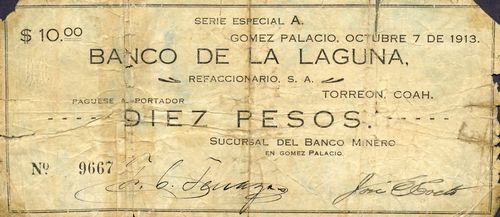 SERIE ESPECIAL A.
$ 10.00
GOMEZ PALACIO, OCTUBRE 7 DE 1913.
BANCO DE LA LAGUNA,
REFACCIONARIO, S. A.
TORREON, COAH.
PAGUESE AL PORTADOR
DIEZ PESOS.
SUCURSAL DEL BANCO MINERO
EN GOMEZ PALACIO.
Nº 9667